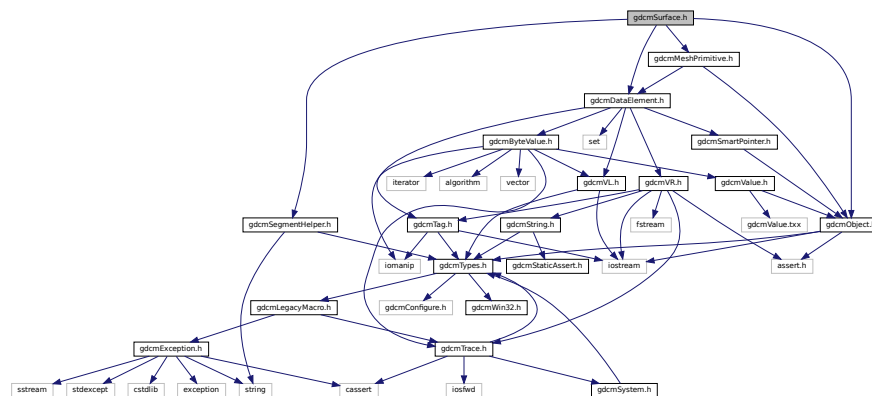 gdcmSurface.h
gdcmMeshPrimitive.h
gdcmDataElement.h
gdcmByteValue.h
set
gdcmSmartPointer.h
iterator
algorithm
vector
gdcmVL.h
gdcmVR.h
gdcmValue.h
gdcmSegmentHelper.h
gdcmTag.h
gdcmString.h
fstream
gdcmValue.txx
gdcmObject.h
iomanip
gdcmTypes.h
gdcmStaticAssert.h
iostream
assert.h
gdcmLegacyMacro.h
gdcmConfigure.h
gdcmWin32.h
gdcmException.h
gdcmTrace.h
sstream
stdexcept
cstdlib
exception
string
cassert
iosfwd
gdcmSystem.h